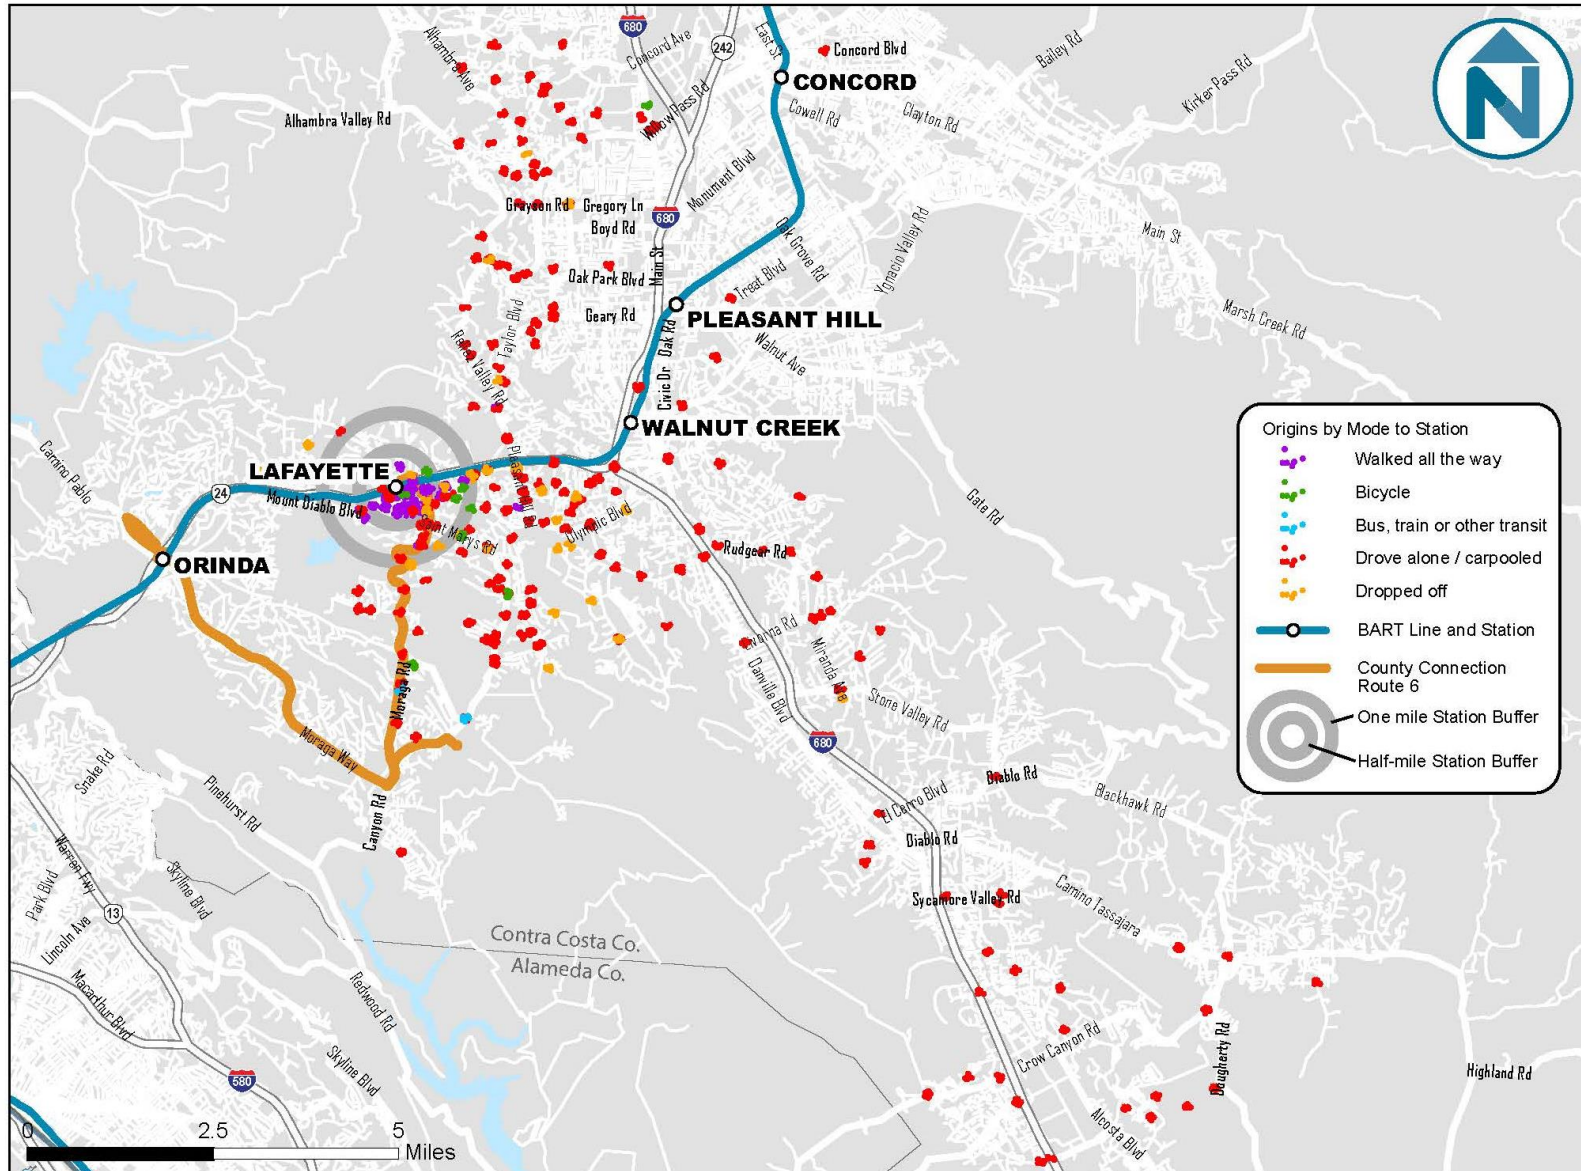 680
Concord Ave
242
East St
Concord Blvd
Bailey Rd
Kirker Pass Rd
N
Alhambra Ave
CONCORD
Cowell Rd
Clayton Rd
Willow Pass Rd
Alhambra Valley Rd
Monument Blvd
Grayson Rd
Gregory Ln
Boyd Rd
680
Main St
Oak Grove Rd
Ygnacio Valley Rd
Main St
Oak Park Blvd
Treat Blvd
Marsh Creek Rd
Geary Rd
PLEASANT HILL
Taylor Blvd
Oak Rd
Walnut Ave
Civic Dr
WALNUT CREEK
Camino Pablo
LAFAYETTE
24
Mount Diablo Blvd
Saint Marys Rd
Pleasant Hill Rd
Olympic Blvd
Gate Rd
ORINDA
Rudgear Rd
Livorna Rd
Miranda Ave
Danville Blvd
Stone Valley Rd
Moraga Rd
Moraga Way
680
Snake Rd
Pinehurst Rd
Canyon Rd
Diablo Rd
El Cerro Blvd
Blackhawk Rd
Diablo Rd
Warren Fwy
Skyline Blvd
Park Blvd
13
Lincoln Ave
Sycamore Valley Rd
Camino Tassajara
Contra Costa Co.
Alameda Co.
Macarthur Blvd
Redwood Rd
Skyline Blvd
580
Crow Canyon Rd
Dougherty Rd
Highland Rd
Alcosta Blvd
0 2.5 5
Miles
Origins by Mode to Station
Walked all the way
Bicycle
Bus, train or other transit
Drove alone / carpooled
Dropped off
BART Line and Station
County Connection
Route 6
One mile Station Buffer
Half-mile Station Buffer